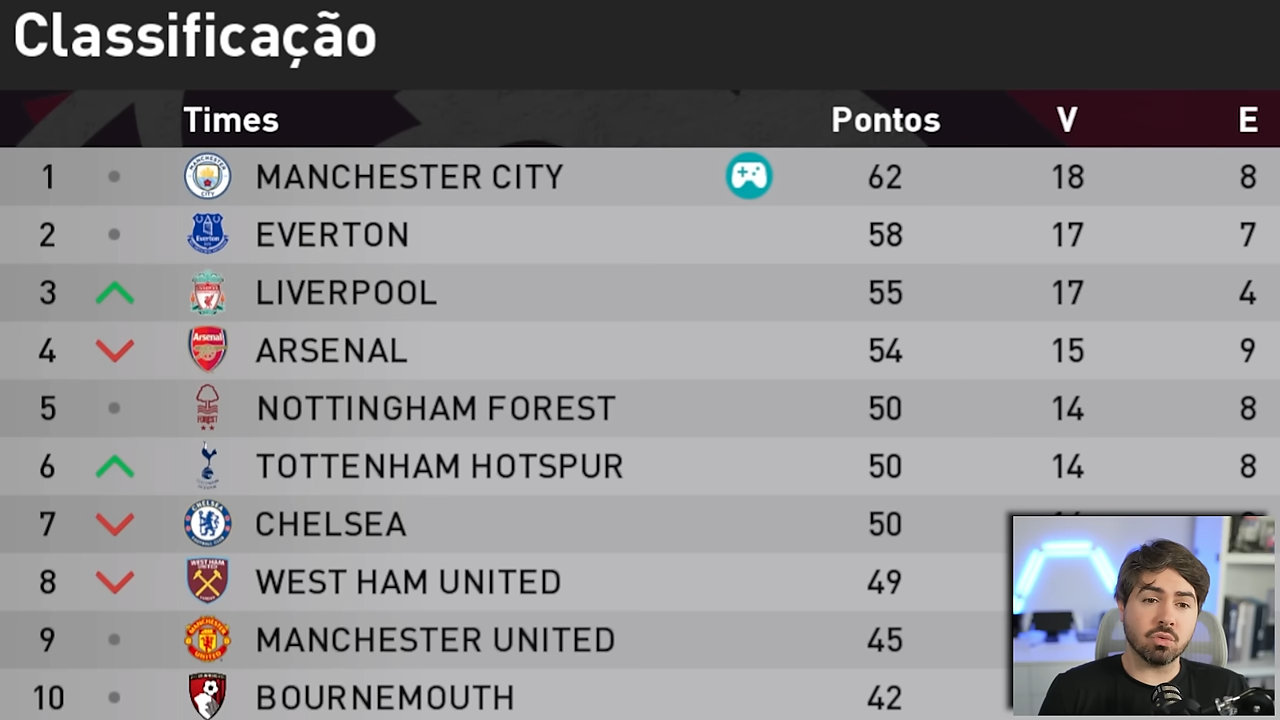 Classificação
Times Pontos V E
1 MANCHESTER CITY 62 18 8
2 EVERTON 58 17 7
3 LIVERPOOL 55 17 4
4 ARSENAL 54 15 9
5 NOTTINGHAM FOREST 50 14 8
6 TOTTENHAM HOTSPUR 50 14 8
7 CHELSEA 50
8 WEST HAM UNITED 49
9 MANCHESTER UNITED 45
10 BOURNEMOUTH 42